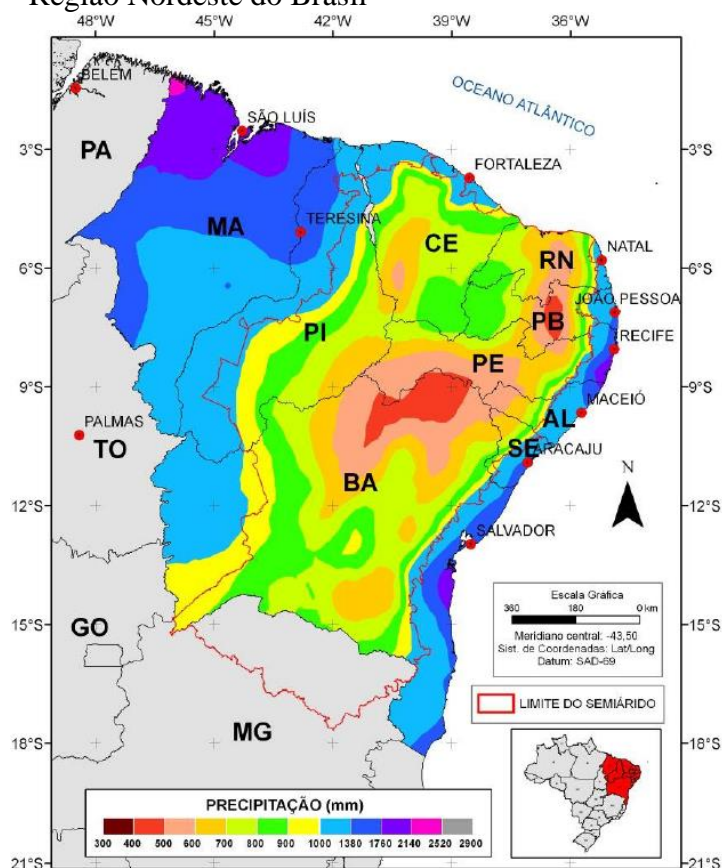 Região Nordeste do Brasil
48°W 44°W 42°W 39°W 36°W
BELÉM
OCEANO ATLÂNTICO
SÃO LUÍS
3°S PA 3°S
FORTALEZA
MA TERESINA CE
NATAL
6°S RN 6°S
JOÃO PESSOA
PI PB
RECIFE
PE
9°S 9°S
MACEIÓ
PALMAS AL
TO SE ARACAJU
BA N
12°S 12°S
SALVADOR
Escala Gráfica
360 180 0 km
15°S 15°S
GO Meridiano central: -43,50
Sist. de Coordenadas: Lat/Long
Datum: SAD-69
LIMITE DO SEMIÁRIDO
MG
18°S 18°S
PRECIPITAÇÃO (mm)
300 400 500 600 700 800 900 1000 1380 1760 2140 2520 2900
21°S 21°S